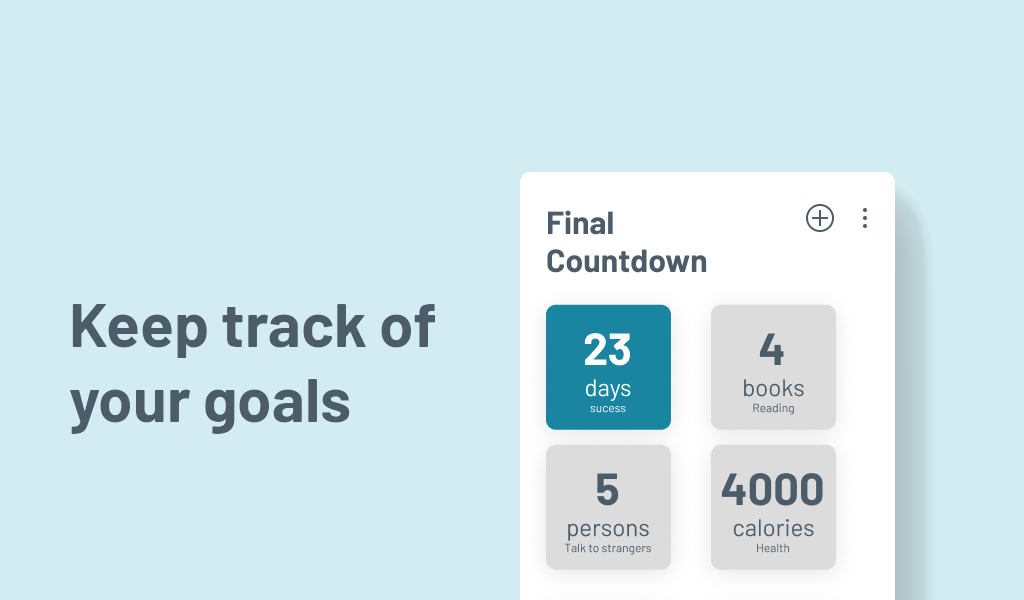 Keep track of
your goals
Final
Countdown
23
days
sucess
4
books
Reading
5
persons
Talk to strangers
4000
calories
Health